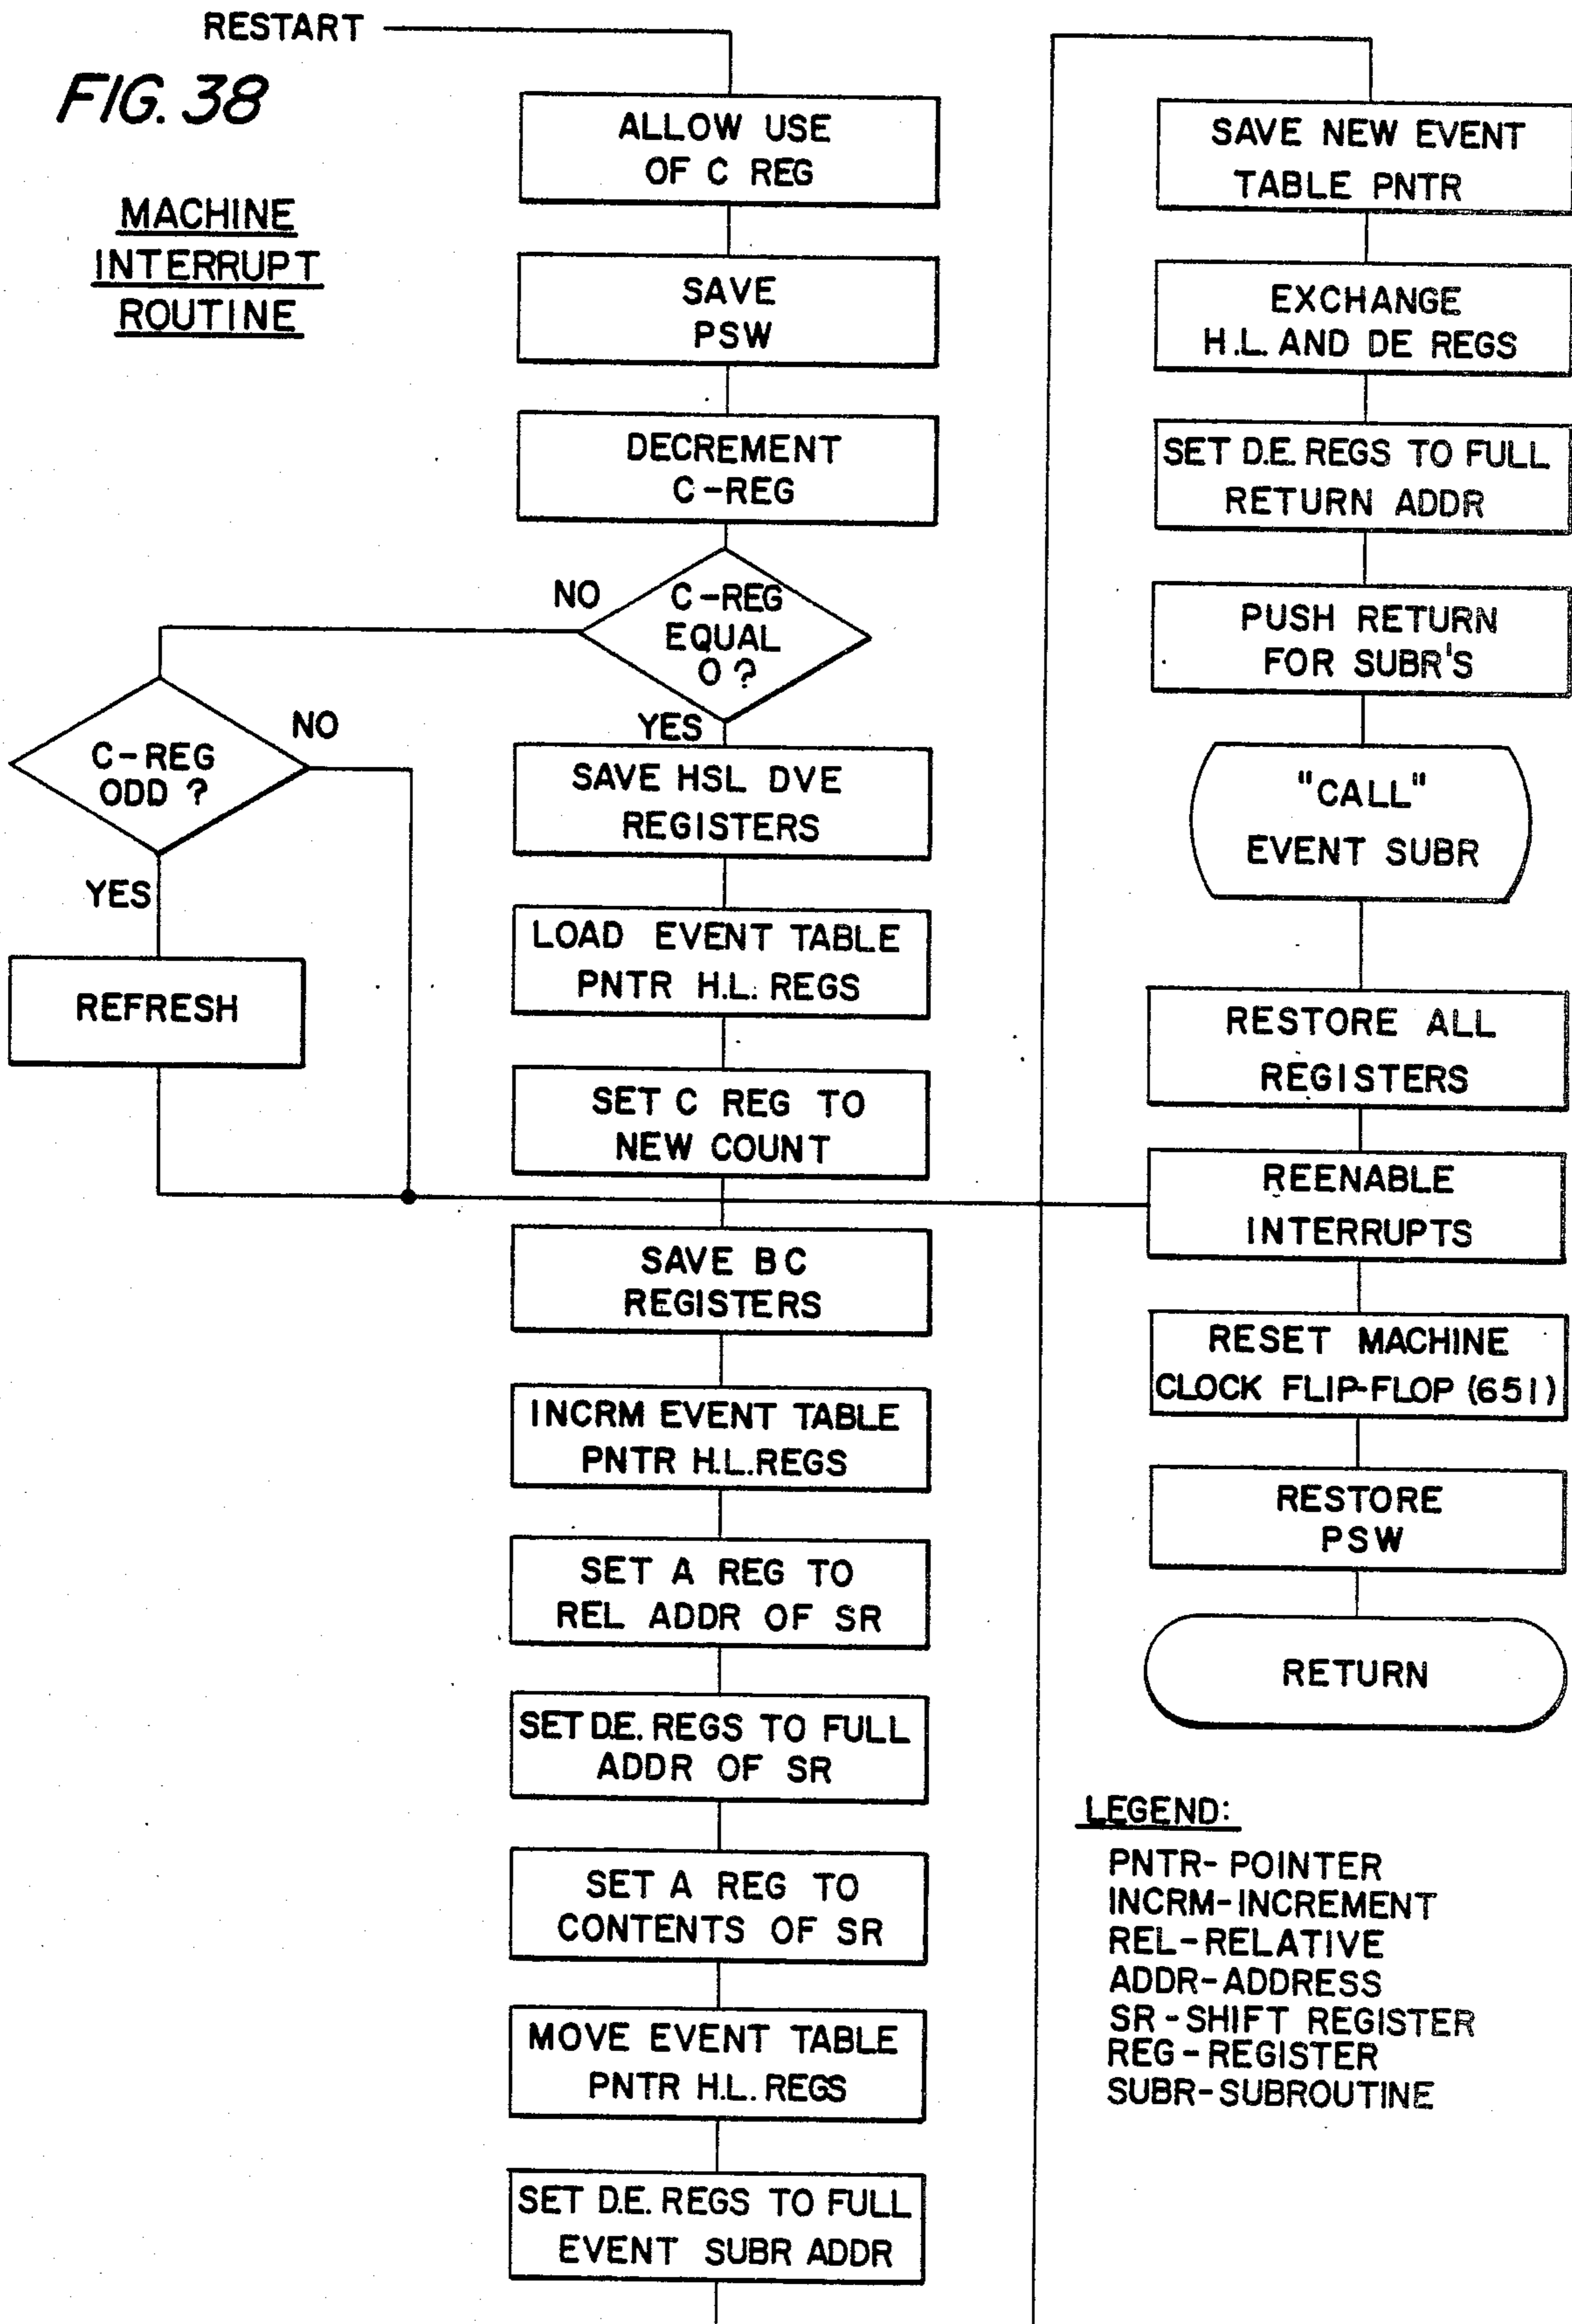 RESTART
FIG. 38
MACHINE
INTERRUPT
ROUTINE
ALLOW USE
OF C REG
SAVE
PSW
DECREMENT
C-REG
C-REG
EQUAL
0 ?
NO
YES
C-REG
ODD ?
NO
YES
REFRESH
SAVE HSL DVE
REGISTERS
LOAD EVENT TABLE
PNTR H.L. REGS
SET C REG TO
NEW COUNT
SAVE BC
REGISTERS
INCRM EVENT TABLE
PNTR H.L.REGS
SET A REG TO
REL ADDR OF SR
SET D.E. REGS TO FULL
ADDR OF SR
SET A REG TO
CONTENTS OF SR
MOVE EVENT TABLE
PNTR H.L. REGS
SET D.E. REGS TO FULL
EVENT SUBR ADDR
SAVE NEW EVENT
TABLE PNTR
EXCHANGE
H.L. AND DE REGS
SET D.E. REGS TO FULL
RETURN ADDR
PUSH RETURN
FOR SUBR'S
"CALL"
EVENT SUBR
RESTORE ALL
REGISTERS
REENABLE
INTERRUPTS
RESET MACHINE
CLOCK FLIP-FLOP (651)
RESTORE
PSW
RETURN
LEGEND:
PNTR- POINTER
INCRM-INCREMENT
REL-RELATIVE
ADDR-ADDRESS
SR-SHIFT REGISTER
REG-REGISTER
SUBR-SUBROUTINE